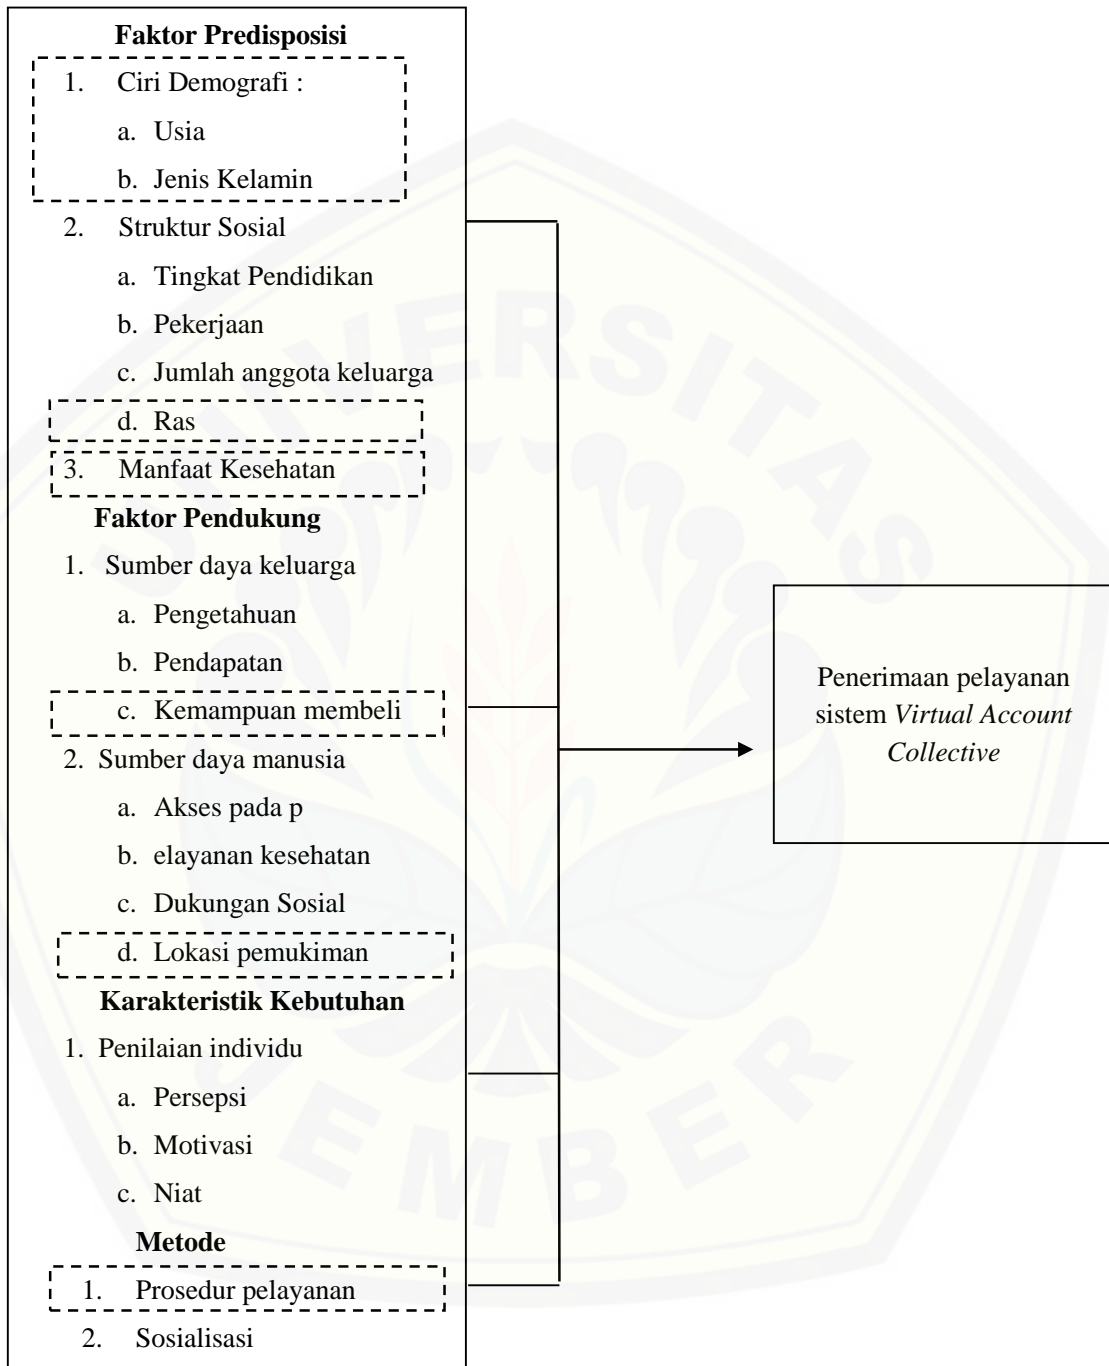 Faktor Predisposisi
1. Ciri Demografi :
a. Usia
b. Jenis Kelamin
2. Struktur Sosial
a. Tingkat Pendidikan
b. Pekerjaan
c. Jumlah anggota keluarga
d. Ras
3. Manfaat Kesehatan
Faktor Pendukung
1. Sumber daya keluarga
a. Pengetahuan
b. Pendapatan
c. Kemampuan membeli
2. Sumber daya manusia
a. Akses pada p
b. elayanan kesehatan
c. Dukungan Sosial
d. Lokasi pemukiman
Karakteristik Kebutuhan
1. Penilaian individu
a. Persepsi
b. Motivasi
c. Niat
Metode
1. Prosedur pelayanan
2. Sosialisasi
Penerimaan pelayanan
sistem Virtual Account
Collective
UNIVERSITAS
JEMBER